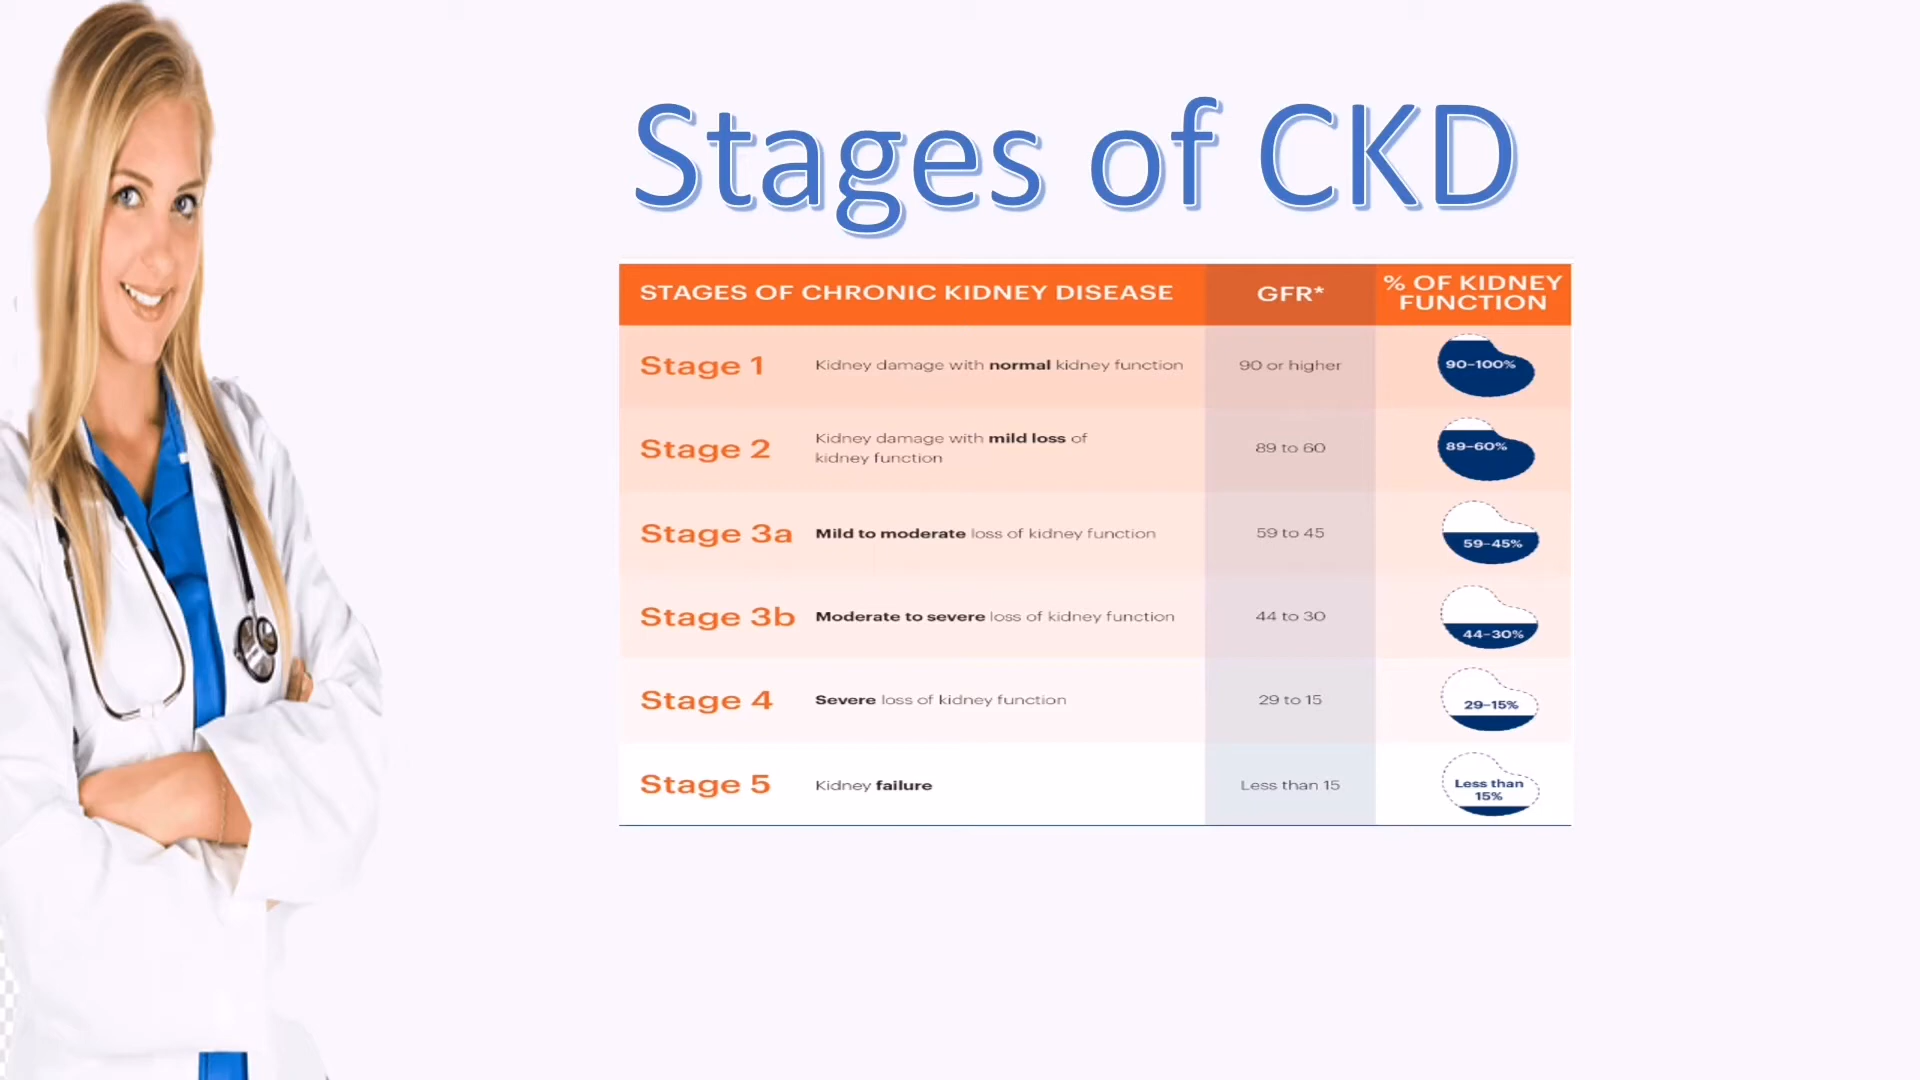 Stages of CKD
STAGES OF CHRONIC KIDNEY DISEASE GFR* % OF KIDNEY FUNCTION
Stage 1 Kidney damage with normal kidney function 90 or higher 90–100%
Stage 2 Kidney damage with mild loss of kidney function 89 to 60 89–60%
Stage 3a Mild to moderate loss of kidney function 59 to 45 59–45%
Stage 3b Moderate to severe loss of kidney function 44 to 30 44–30%
Stage 4 Severe loss of kidney function 29 to 15 29–15%
Stage 5 Kidney failure Less than 15 Less than 15%